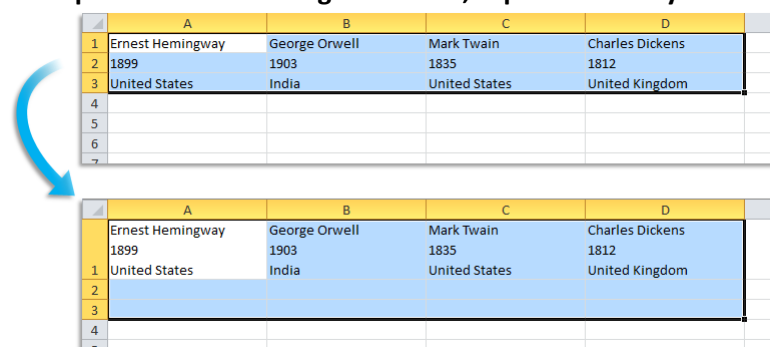 A B C D
1 Ernest Hemingway George Orwell Mark Twain Charles Dickens
2 1899 1903 1835 1812
3 United States India United States United Kingdom
4
5
6
A B C D
Ernest Hemingway George Orwell Mark Twain Charles Dickens
1899 1903 1835 1812
1 United States India United States United Kingdom
2
3
4